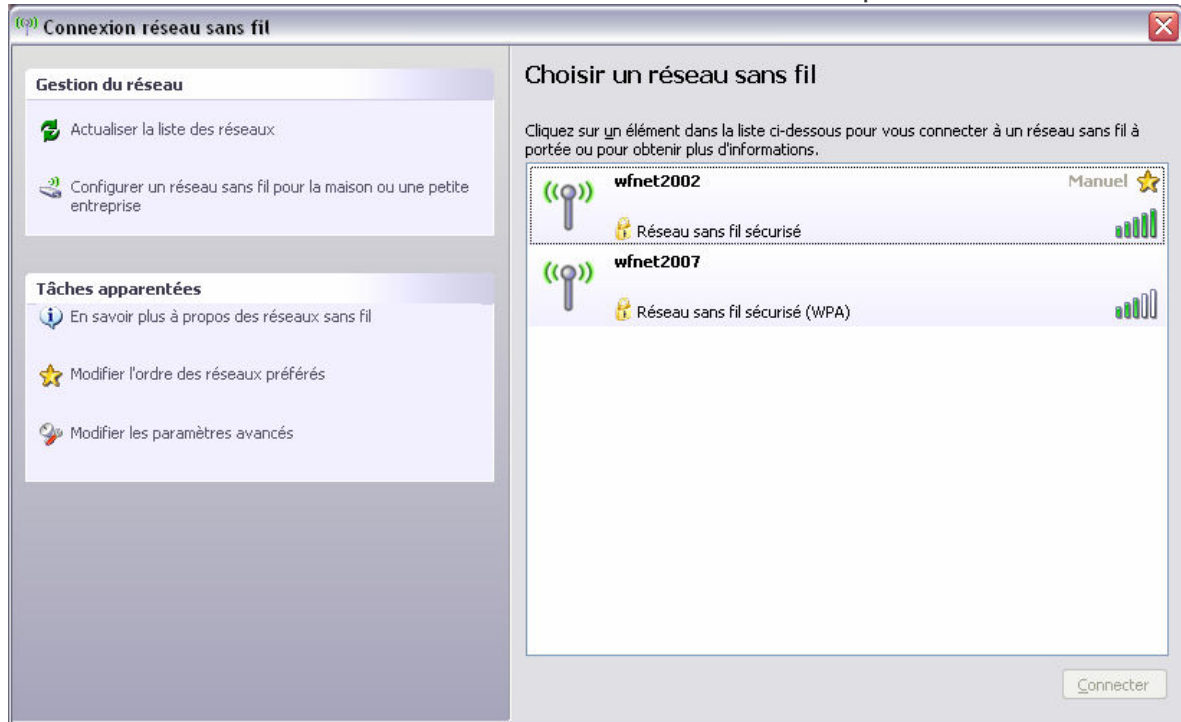 Connexion réseau sans fil
Gestion du réseau
Actualiser la liste des réseaux
Configurer un réseau sans fil pour la maison ou une petite
entreprise
Tâches apparentées
En savoir plus à propos des réseaux sans fil
Modifier l'ordre des réseaux préférés
Modifier les paramètres avancés
Choisir un réseau sans fil
Cliquez sur un élément dans la liste ci-dessous pour vous connecter à un réseau sans fil à
portée ou pour obtenir plus d'informations.
wfnet2002 Manuel
Réseau sans fil sécurisé
wfnet2007
Réseau sans fil sécurisé (WPA)
Connecter